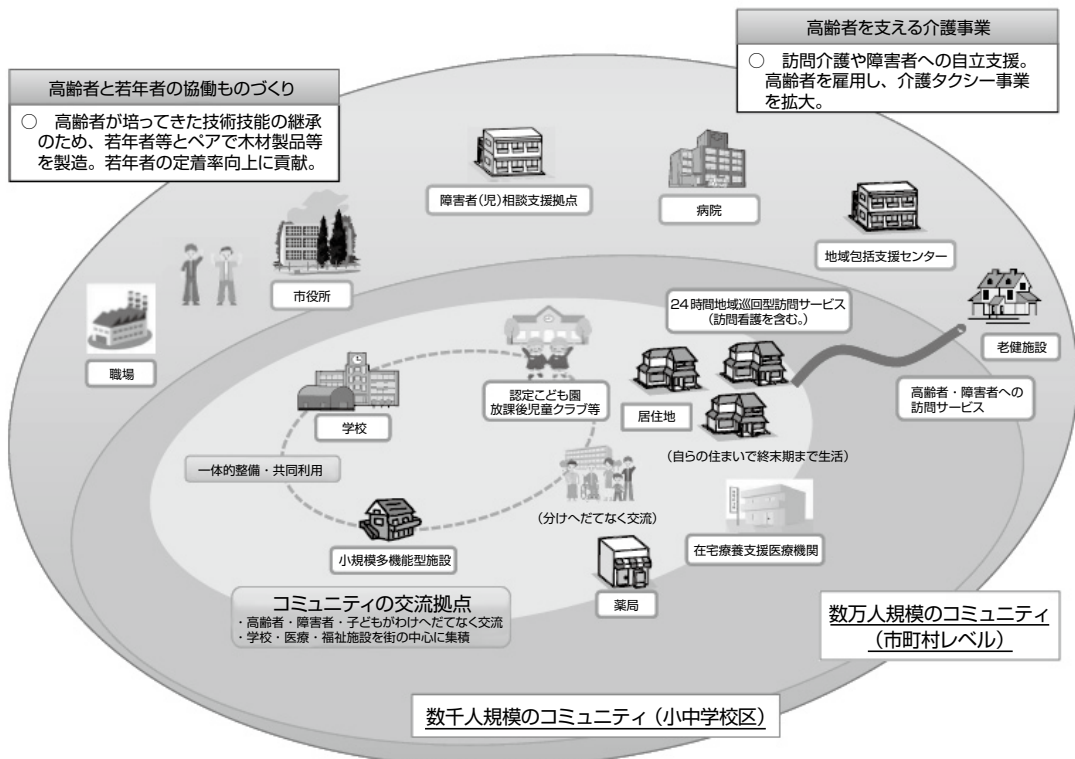 高齢者を支える介護事業
○ 訪問介護や障害者への自立支援。
高齢者を雇用し、介護タクシー事業
を拡大。
高齢者と若年者の協働ものづくり
○ 高齢者が培ってきた技術技能の継承
のため、若年者等とペアで木材製品等
を製造。若年者の定着率向上に貢献。
障害者(児)相談支援拠点
病院
地域包括支援センター
市役所
職場
24時間地域巡回型訪問サービス
(訪問看護を含む。)
老健施設
学校
認定こども園
放課後児童クラブ等
居住地
高齢者・障害者への
訪問サービス
(自らの住まいで終末期まで生活)
一体的整備・共同利用
(分けへだてなく交流)
小規模多機能型施設
在宅療養支援医療機関
薬局
コミュニティの交流拠点
・高齢者・障害者・子どもがわけへだてなく交流
・学校・医療・福祉施設を街の中心に集積
数万人規模のコミュニティ
(市町村レベル)
数千人規模のコミュニティ(小中学校区)